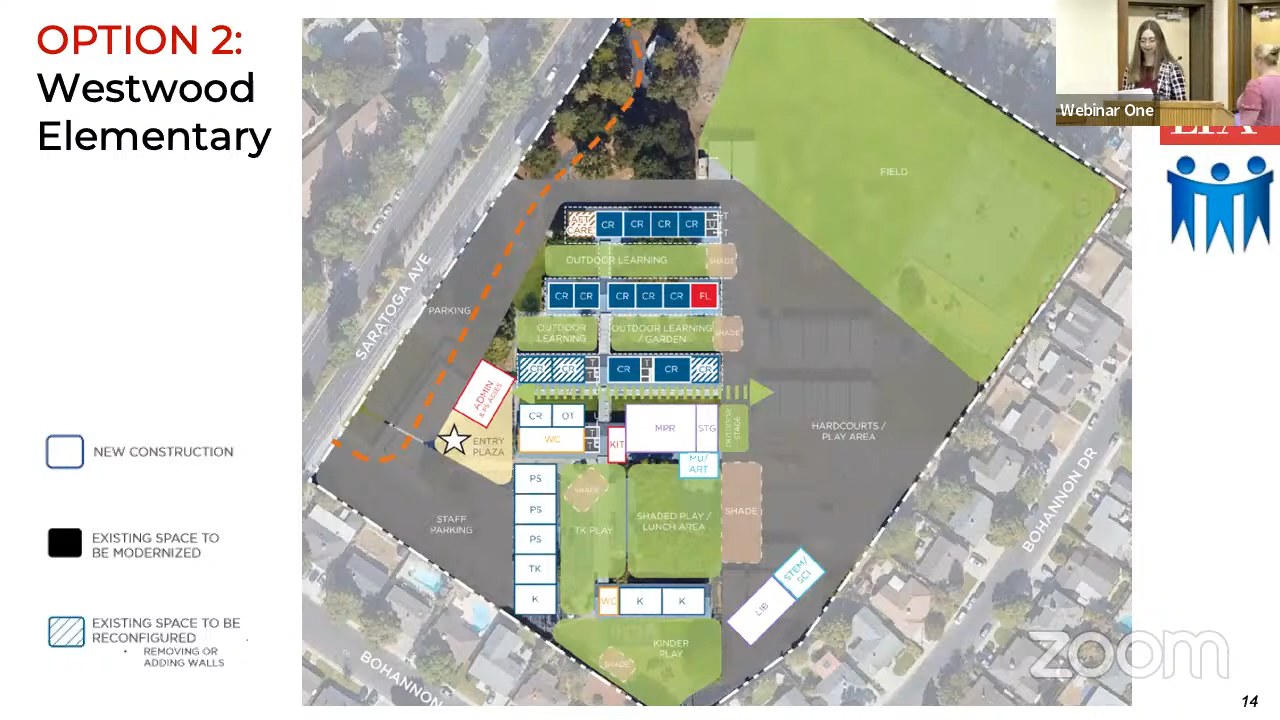 OPTION 2:
Westwood
Elementary
Webinar One
FIELD
AFT
CARE
CR
CR
CR
CR
U
T
T
OUTDOOR LEARNING
SHADE
SARATOGA AVE
PARKING
CR
CR
CR
CR
CR
FL
OUTDOOR
LEARNING
OUTDOOR LEARNING
/ GARDEN
SHADE
CR
CR
T
T
CR
T
CR
CR
ADMIN
CR
OT
WC
T
T
KIT
MPR
STG
OUTDOOR
STAGE
MU/
ART
HARDCOURTS /
PLAY AREA
ENTRY
PLAZA
STAFF
PARKING
PS
PS
PS
TK
K
SHADE
TK PLAY
SHADED PLAY /
LUNCH AREA
SHADE
WC
K
K
STEM/
SCI
LIB
KINDER
PLAY
SHADE
BOHANNON DR
BOHANNON
NEW CONSTRUCTION
EXISTING SPACE TO
BE MODERNIZED
EXISTING SPACE TO BE
RECONFIGURED
• REMOVING OR
ADDING WALLS
zoom
14